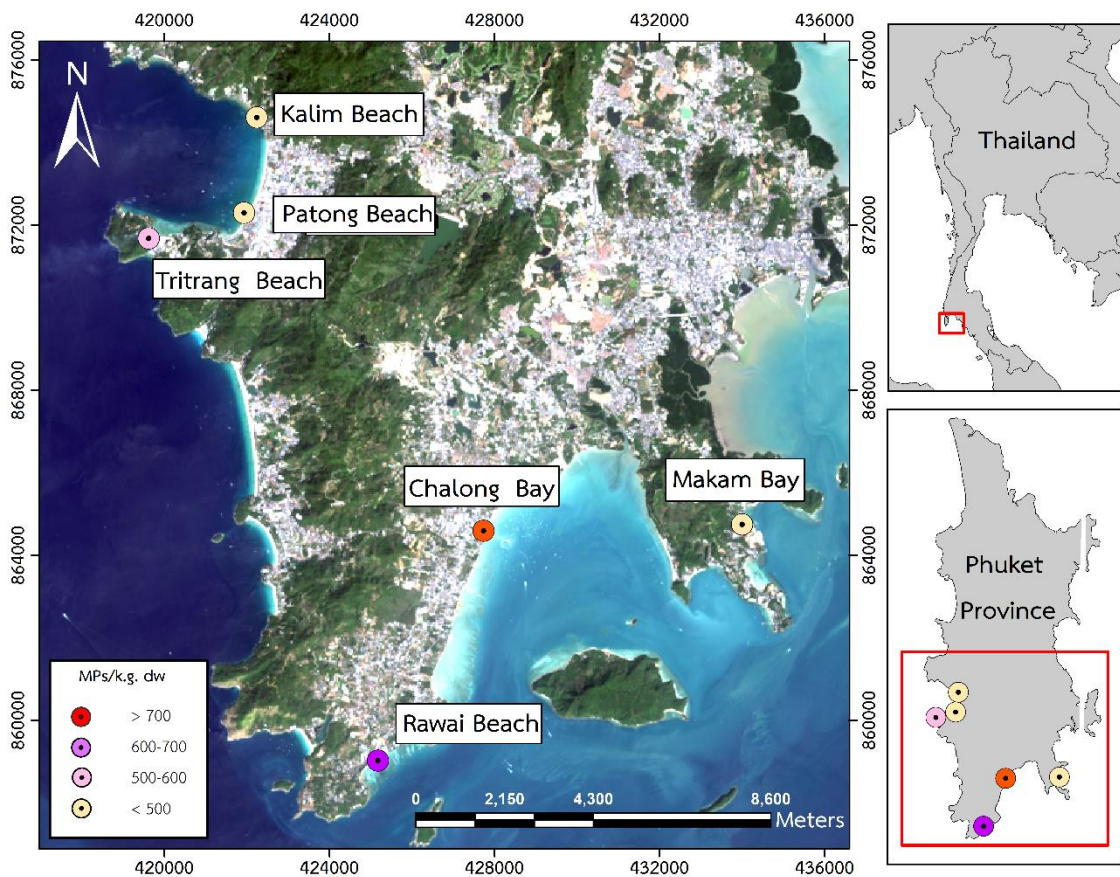 420000 424000 428000 432000 436000
876000
872000
868000
864000
860000
N
Kalim Beach
Patong Beach
Tritrang Beach
Chalong Bay
Makam Bay
Rawai Beach
MPs/k.g. dw
> 700
600-700
500-600
< 500
0 2,150 4,300 8,600
Meters
876000
872000
868000
864000
860000
420000 424000 428000 432000 436000
Thailand
Phuket
Province